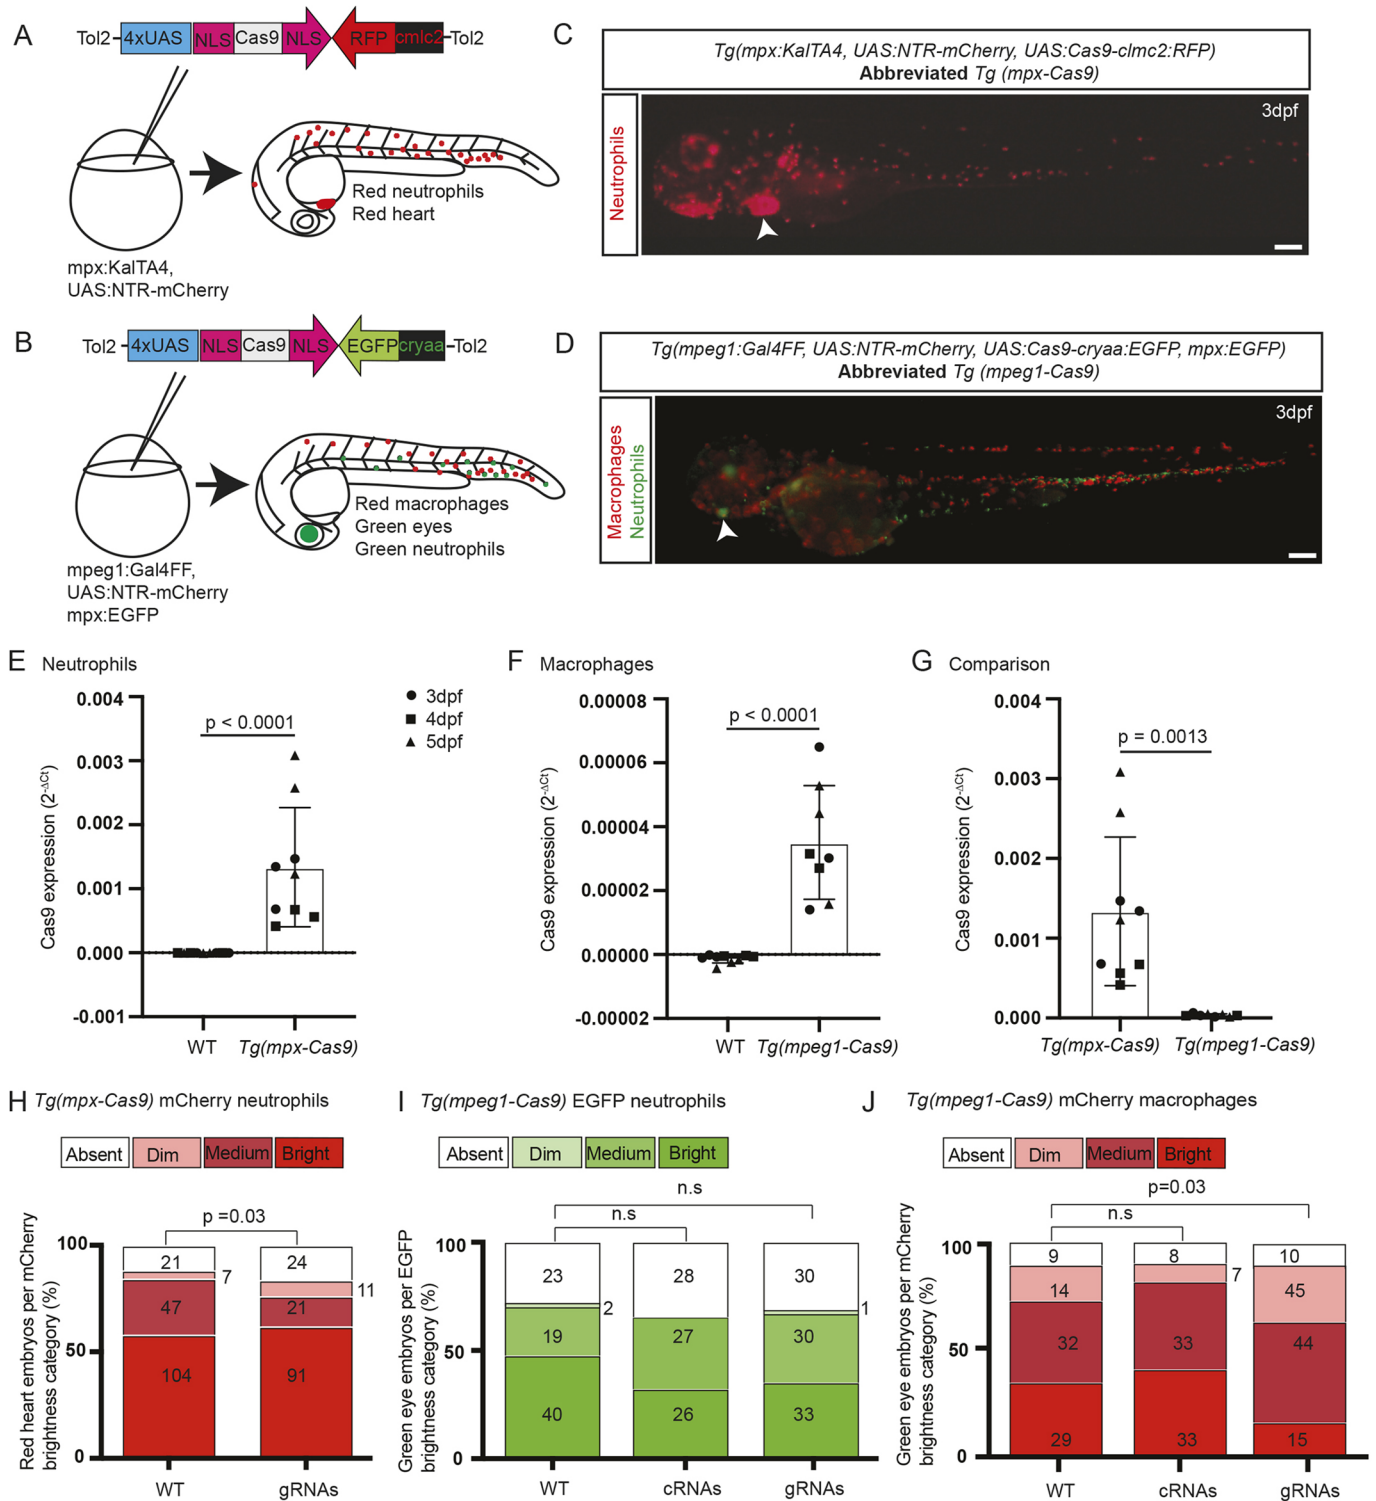 A
Tol2 4xUAS NLS Cas9 NLS RFP cmlc2 Tol2
Red neutrophils
Red heart
mpx:KalTA4,
UAS:NTR-mCherry
B
Tol2 4xUAS NLS Cas9 NLS EGFP cryaa Tol2
Red macrophages
Green eyes
Green neutrophils
mpeg1:Gal4FF,
UAS:NTR-mCherry
mpx:EGFP
C
Tg(mpx:KalTA4, UAS:NTR-mCherry, UAS:Cas9-clmc2:RFP)
Abbreviated Tg (mpx-Cas9)
Neutrophils
3dpf
D
Tg(mpeg1:Gal4FF, UAS:NTR-mCherry, UAS:Cas9-cryaa:EGFP, mpx:EGFP)
Abbreviated Tg (mpeg1-Cas9)
Macrophages
Neutrophils
3dpf
E Neutrophils
Cas9 expression (2-ΔCt)
0.004
0.003
0.002
0.001
0.000
-0.001
p < 0.0001
WT Tg(mpx-Cas9)
3dpf
4dpf
5dpf
F Macrophages
Cas9 expression (2-ΔCt)
0.00008
0.00006
0.00004
0.00002
0.00000
-0.00002
p < 0.0001
WT Tg(mpeg1-Cas9)
G Comparison
Cas9 expression (2-ΔCt)
0.004
0.003
0.002
0.001
0.000
p = 0.0013
Tg(mpx-Cas9) Tg(mpeg1-Cas9)
H Tg(mpx-Cas9) mCherry neutrophils
Absent Dim Medium Bright
Red heart embryos per mCherry
brightness category (%)
p =0.03
100
50
0
21
7
47
104
24
11
21
91
WT gRNAs
I Tg(mpeg1-Cas9) EGFP neutrophils
Absent Dim Medium Bright
Green eye embryos per EGFP
brightness category (%)
n.s
n.s
100
50
0
23
2
19
40
28
27
26
30
1
30
33
WT cRNAs gRNAs
J Tg(mpeg1-Cas9) mCherry macrophages
Absent Dim Medium Bright
Green eye embryos per mCherry
brightness category (%)
p=0.03
n.s
100
50
0
9
14
32
29
8
7
33
33
10
45
44
15
WT cRNAs gRNAs